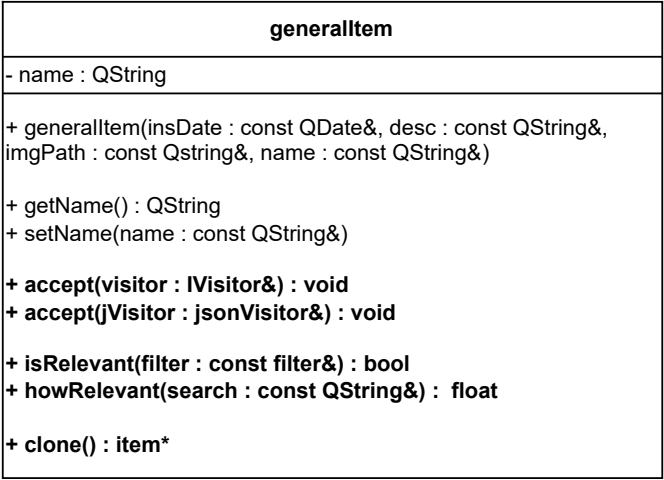 generalItem
- name : QString
+ generalItem(insDate : const QDate&, desc : const QString&,
imgPath : const Qstring&, name : const QString&)
+ getName() : QString
+ setName(name : const QString&)
+ accept(visitor : IVisitor&) : void
+ accept(jVisitor : jsonVisitor&) : void
+ isRelevant(filter : const filter&) : bool
+ howRelevant(search : const QString&) :  float
+ clone() : item*